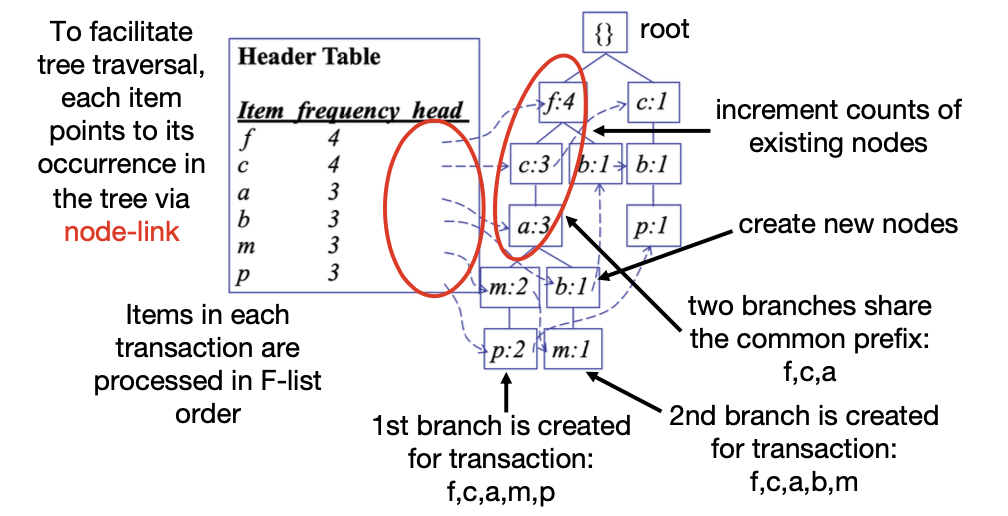 To facilitate
tree traversal,
each item
points to its
occurrence in
the tree via
node-link
Header Table
Item frequency head
f 4
c 4
a 3
b 3
m 3
p 3
{}
root
f:4
c:1
c:3
b:1
b:1
a:3
p:1
m:2
b:1
p:2
m:1
increment counts of
existing nodes
create new nodes
two branches share
the common prefix:
f,c,a
Items in each
transaction are
processed in F-list
order
1st branch is created
for transaction:
f,c,a,m,p
2nd branch is created
for transaction:
f,c,a,b,m